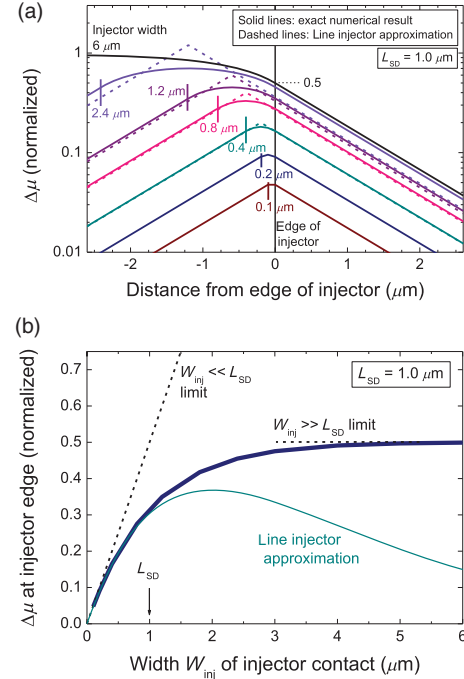 (a)
Injector width
6 μm
Solid lines: exact numerical result
Dashed lines: Line injector approximation
L_SD = 1.0 μm
0.5
2.4 μm
1.2 μm
0.8 μm
0.4 μm
0.2 μm
0.1 μm
Edge of
injector
1
0.1
0.01
Δμ (normalized)
-2 -1 0 1 2
Distance from edge of injector (μm)
(b)
0.7
0.6
0.5
0.4
0.3
0.2
0.1
0.0
Δμ at injector edge (normalized)
W_inj << L_SD
limit
L_SD = 1.0 μm
W_inj >> L_SD limit
Line injector
approximation
L_SD
0 1 2 3 4 5 6
Width W_inj of injector contact (μm)